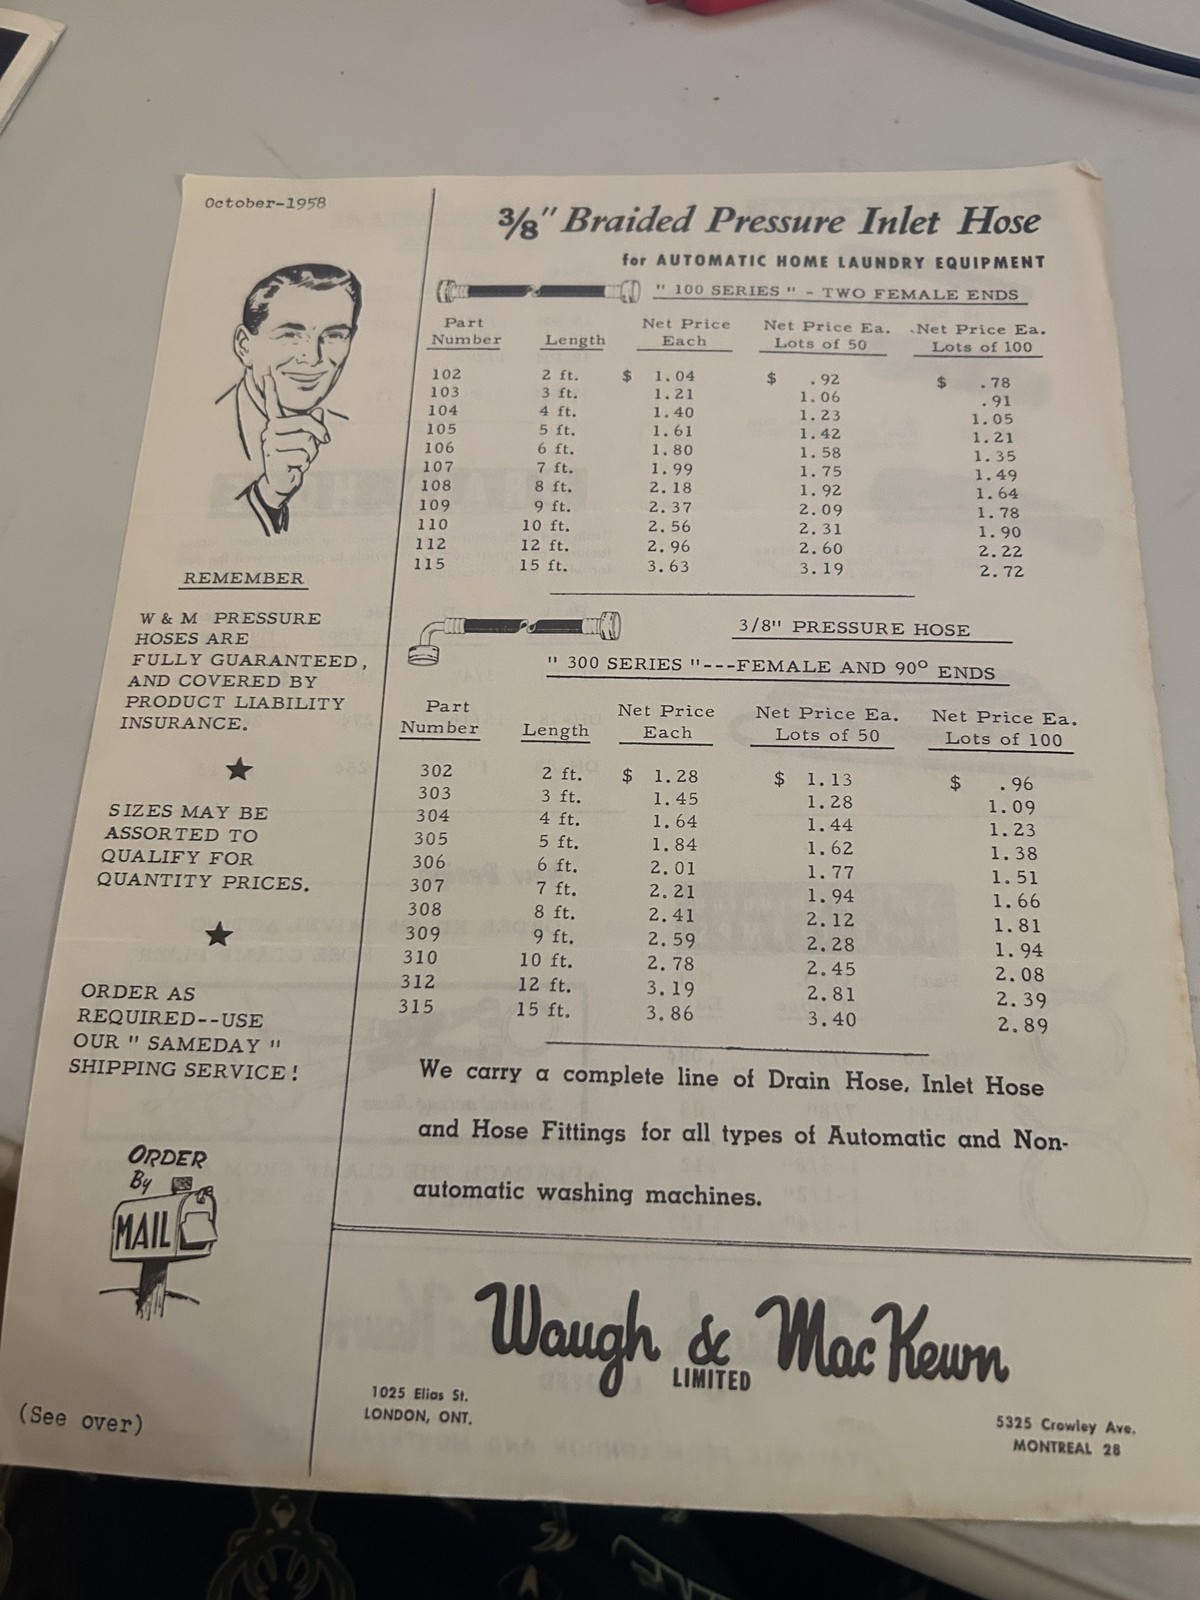 October-1958
3/8" Braided Pressure Inlet Hose
for AUTOMATIC HOME LAUNDRY EQUIPMENT
" 100 SERIES " - TWO FEMALE ENDS
Part Number Length Net Price Each Net Price Ea. Lots of 50 Net Price Ea. Lots of 100
102 2 ft. $ 1.04 $ .92 $ .78
103 3 ft. 1.21 1.06 .91
104 4 ft. 1.40 1.23 1.05
105 5 ft. 1.61 1.42 1.21
106 6 ft. 1.80 1.58 1.35
107 7 ft. 1.99 1.75 1.49
108 8 ft. 2.18 1.92 1.64
109 9 ft. 2.37 2.09 1.78
110 10 ft. 2.56 2.31 1.90
112 12 ft. 2.96 2.60 2.22
115 15 ft. 3.63 3.19 2.72
3/8" PRESSURE HOSE
" 300 SERIES "---FEMALE AND 90° ENDS
Part Number Length Net Price Each Net Price Ea. Lots of 50 Net Price Ea. Lots of 100
302 2 ft. $ 1.28 $ 1.13 $ .96
303 3 ft. 1.45 1.28 1.09
304 4 ft. 1.64 1.44 1.23
305 5 ft. 1.84 1.62 1.38
306 6 ft. 2.01 1.77 1.51
307 7 ft. 2.21 1.94 1.66
308 8 ft. 2.41 2.12 1.81
309 9 ft. 2.59 2.28 1.94
310 10 ft. 2.78 2.45 2.08
312 12 ft. 3.19 2.81 2.39
315 15 ft. 3.86 3.40 2.89
We carry a complete line of Drain Hose, Inlet Hose
and Hose Fittings for all types of Automatic and Non-
automatic washing machines.
REMEMBER
W & M PRESSURE
HOSES ARE
FULLY GUARANTEED,
AND COVERED BY
PRODUCT LIABILITY
INSURANCE.
SIZES MAY BE
ASSORTED TO
QUALIFY FOR
QUANTITY PRICES.
ORDER AS
REQUIRED--USE
OUR " SAMEDAY "
SHIPPING SERVICE!
ORDER
By
MAIL
(See over)
Waugh & MacKewn
LIMITED
1025 Elias St.
LONDON, ONT.
5325 Crowley Ave.
MONTREAL 28